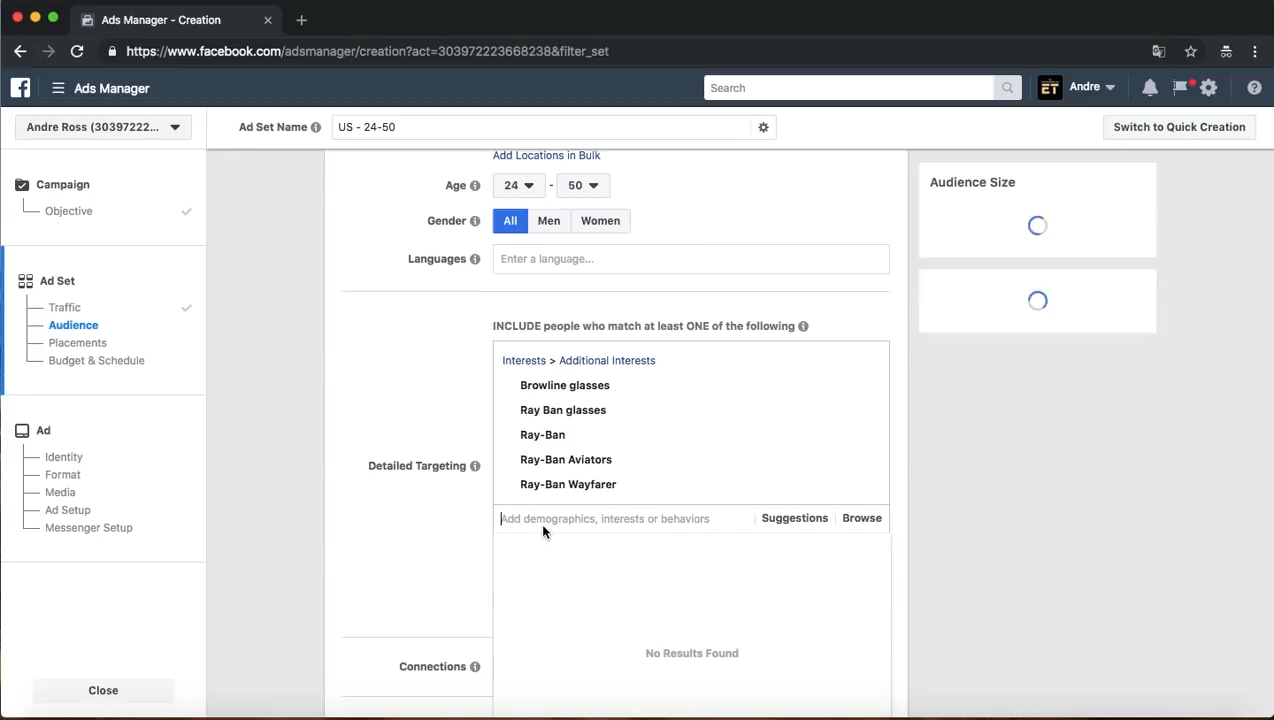 Ads Manager - Creation
https://www.facebook.com/adsmanager/creation?act=303972223668238&filter_set
Ads Manager
Search
ET
Andre
Andre Ross (30397222...
Ad Set Name
US - 24-50
Switch to Quick Creation
Campaign
Objective
Ad Set
Traffic
Audience
Placements
Budget & Schedule
Ad
Identity
Format
Media
Ad Setup
Messenger Setup
Close
Add Locations in Bulk
Age
24
-
50
Gender
All
Men
Women
Languages
Enter a language...
INCLUDE people who match at least ONE of the following
Interests > Additional Interests
Browline glasses
Ray Ban glasses
Ray-Ban
Ray-Ban Aviators
Ray-Ban Wayfarer
Detailed Targeting
Add demographics, interests or behaviors
Suggestions
Browse
No Results Found
Connections
Audience Size